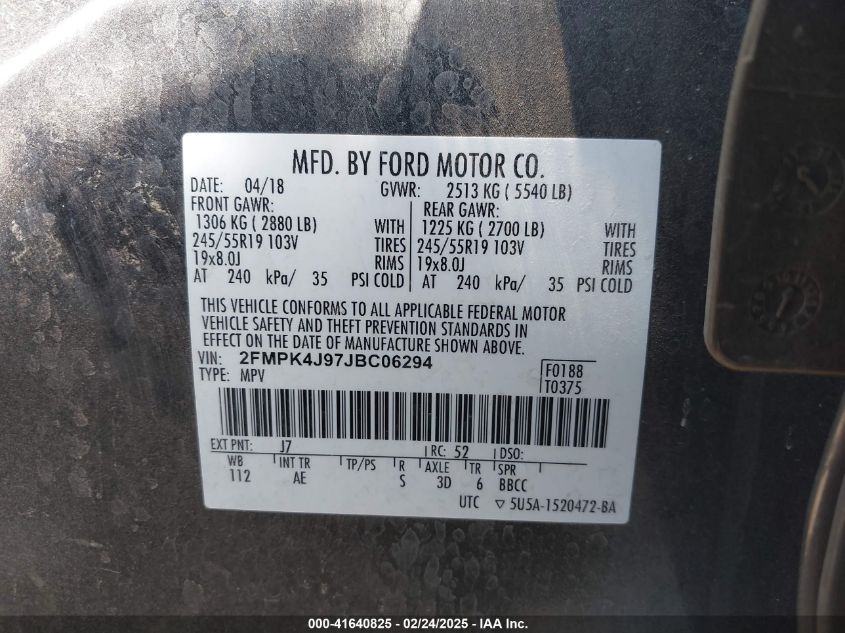 MFD. BY FORD MOTOR CO.
DATE: 04/18 GVWR: 2513 KG ( 5540 LB)
FRONT GAWR: REAR GAWR:
1306 KG ( 2880 LB) WITH 1225 KG ( 2700 LB) WITH
245/55R19 103V TIRES 245/55R19 103V TIRES
19x8.0J RIMS 19x8.0J RIMS
AT 240 kPa/ 35 PSI COLD AT 240 kPa/ 35 PSI COLD
THIS VEHICLE CONFORMS TO ALL APPLICABLE FEDERAL MOTOR
VEHICLE SAFETY AND THEFT PREVENTION STANDARDS IN
EFFECT ON THE DATE OF MANUFACTURE SHOWN ABOVE.
VIN: 2FMPK4J97JBC06294
TYPE: MPV
F0188
T0375
EXT PNT: J7 RC: 52 DSO:
WB INT TR TP/PS R AXLE TR SPR
112 AE S 3D 6 BBCC
UTC ▽ 5U5A-1520472-BA
000-41640825 - 02/24/2025 - IAA Inc.